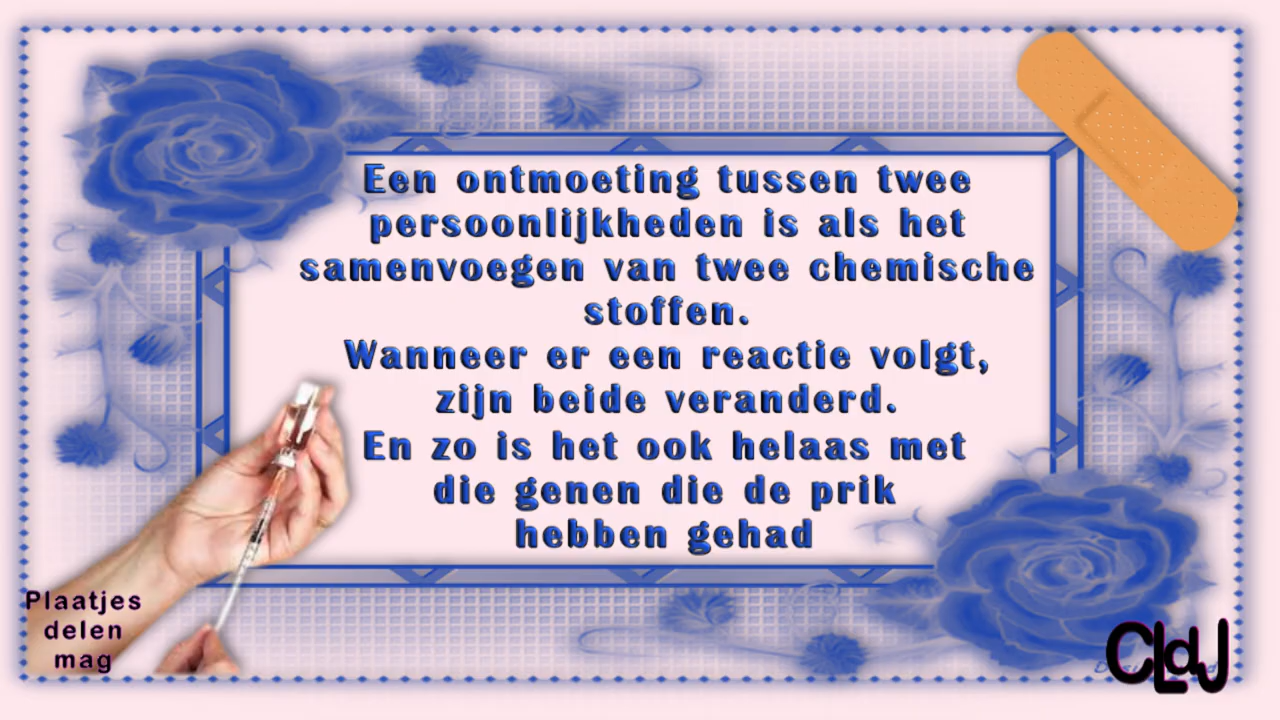 Een ontmoeting tussen twee
persoonlijkheden is als het
samenvoegen van twee chemische
stoffen.
Wanneer er een reactie volgt,
zijn beide veranderd.
En zo is het ook helaas met
die genen die de prik
hebben gehad
Plaatjes
delen
mag
CLdJ